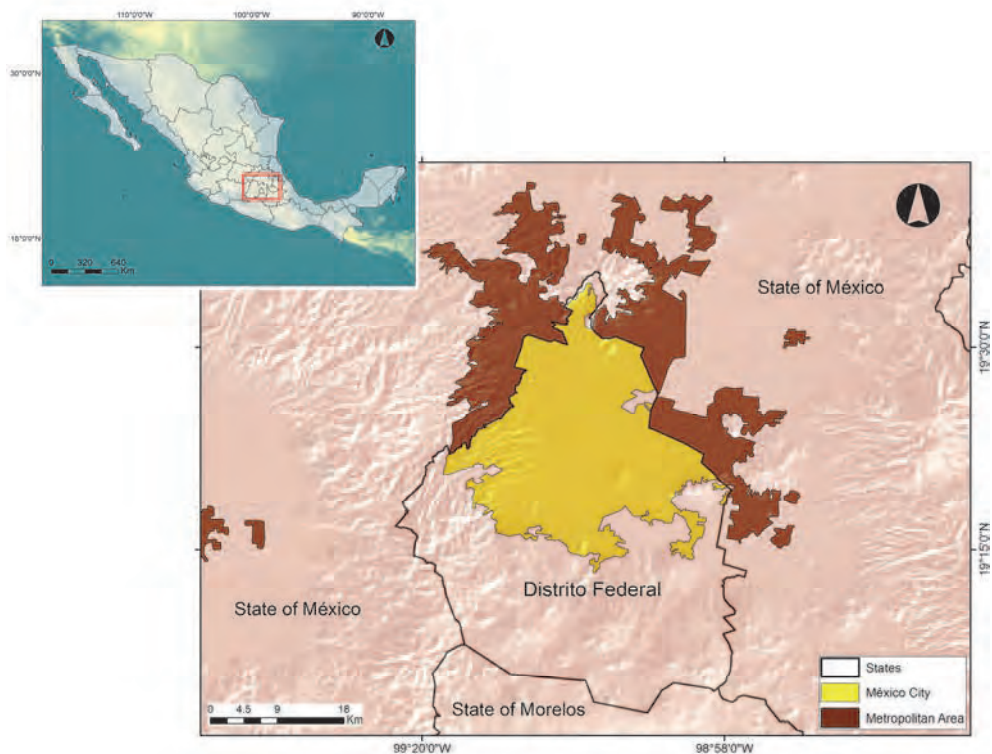 110°0'0"W 100°0'0"W 90°0'0"W
30°0'0"N
18°0'0"N
0 320 640
Km
State of México
19°30'0"N
19°15'0"N
Distrito Federal
State of México
State of Morelos
States
México City
Metropolitan Area
0 4.5 9 18
Km
99°20'0"W 98°58'0"W